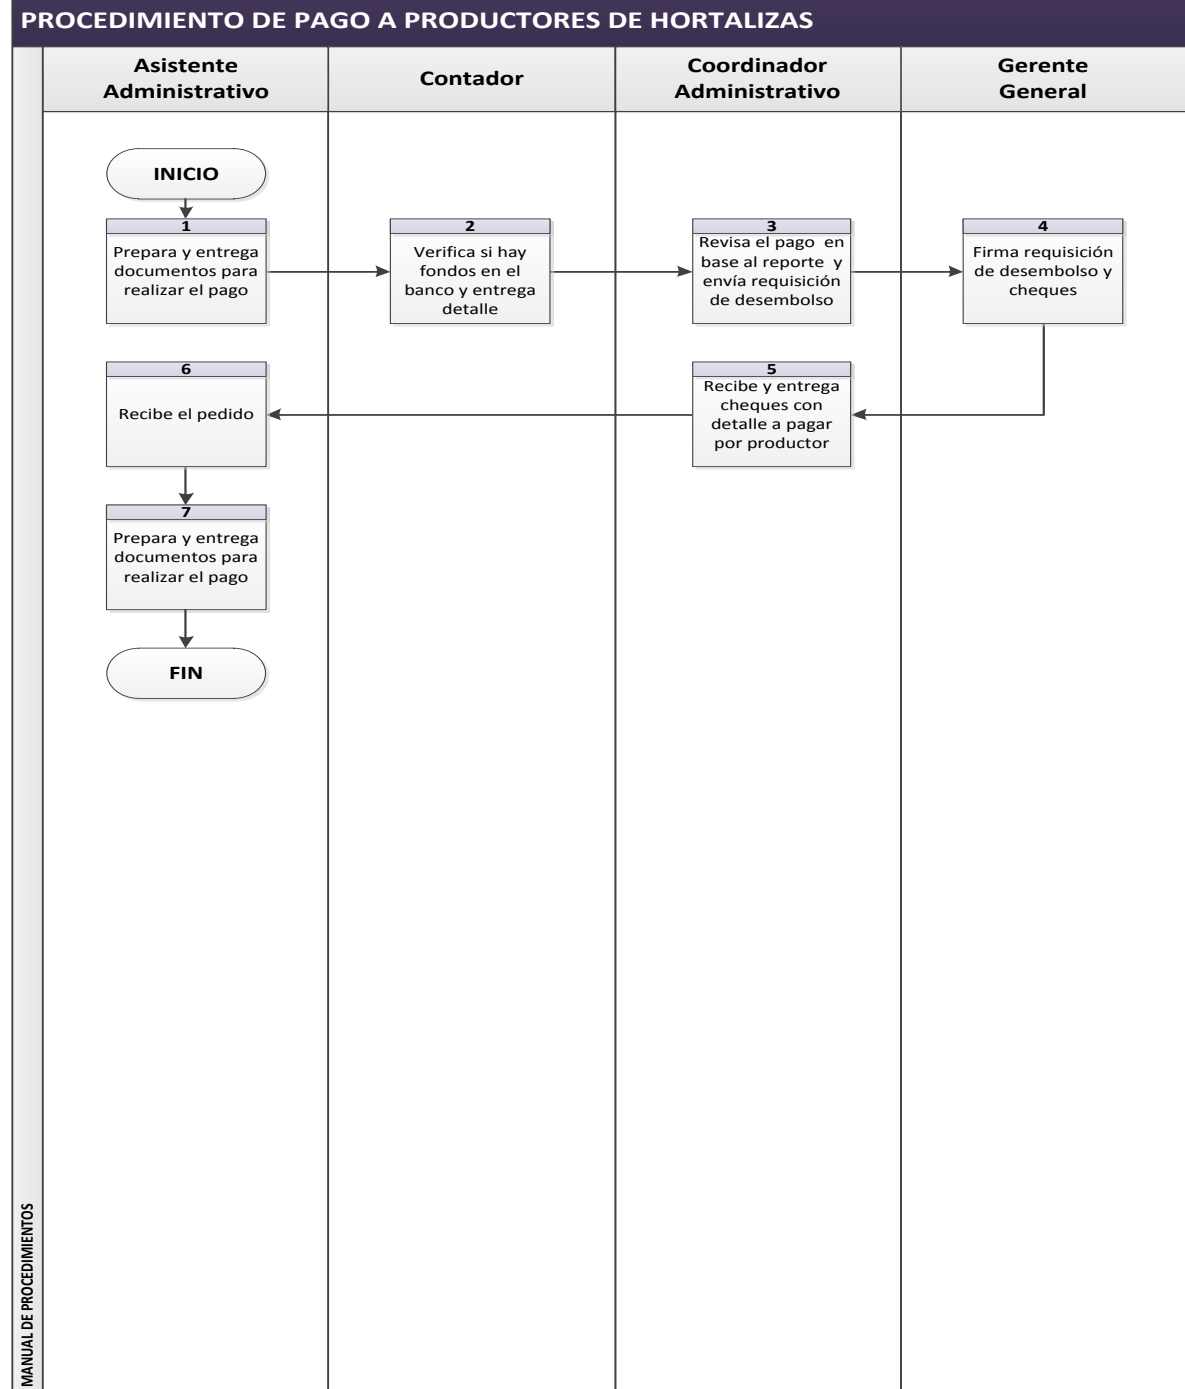 PROCEDIMIENTO DE PAGO A PRODUCTORES DE HORTALIZAS
Asistente
Administrativo
Contador
Coordinador
Administrativo
Gerente
General
INICIO
1
Prepara y entrega
documentos para
realizar el pago
2
Verifica si hay
fondos en el
banco y entrega
detalle
3
Revisa el pago en
base al reporte y
envía requisición
de desembolso
4
Firma requisición
de desembolso y
cheques
5
Recibe y entrega
cheques con
detalle a pagar
por productor
6
Recibe el pedido
7
Prepara y entrega
documentos para
realizar el pago
FIN
MANUAL DE PROCEDIMIENTOS